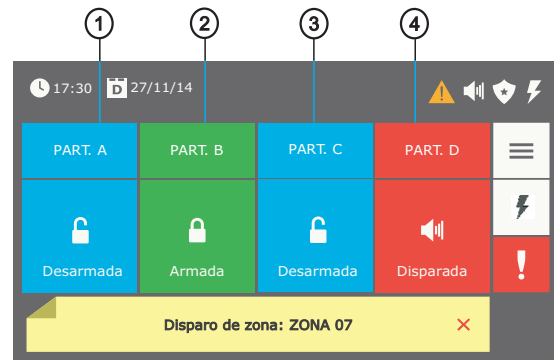 1 2 3 4
17:30 D 27/11/14
PART. A PART. B PART. C PART. D
Desarmada Armada Desarmada Disparada
Disparo de zona: ZONA 07